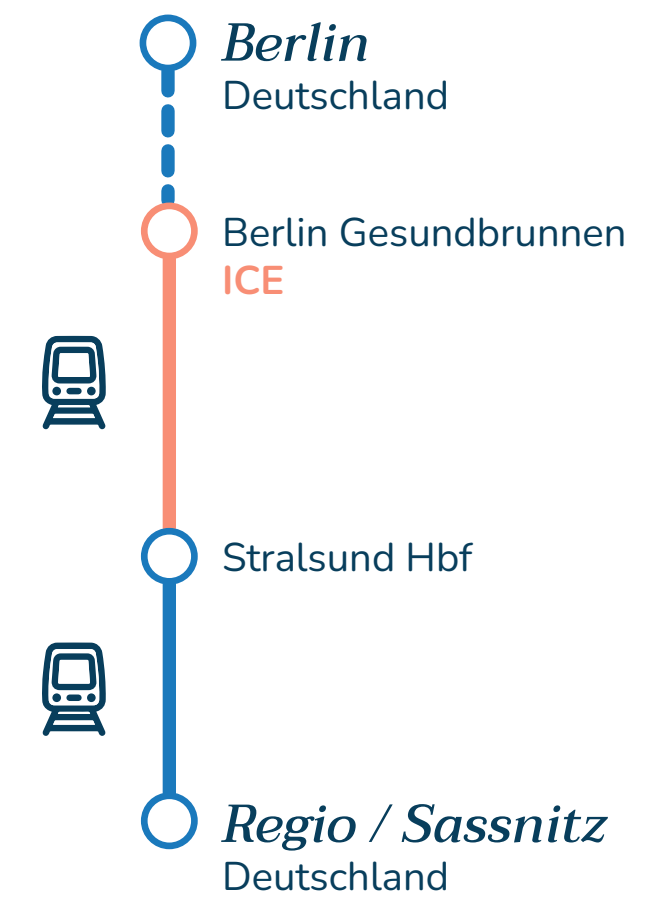 Berlin
Deutschland
Berlin Gesundbrunnen
ICE
Stralsund Hbf
Regio / Sassnitz
Deutschland